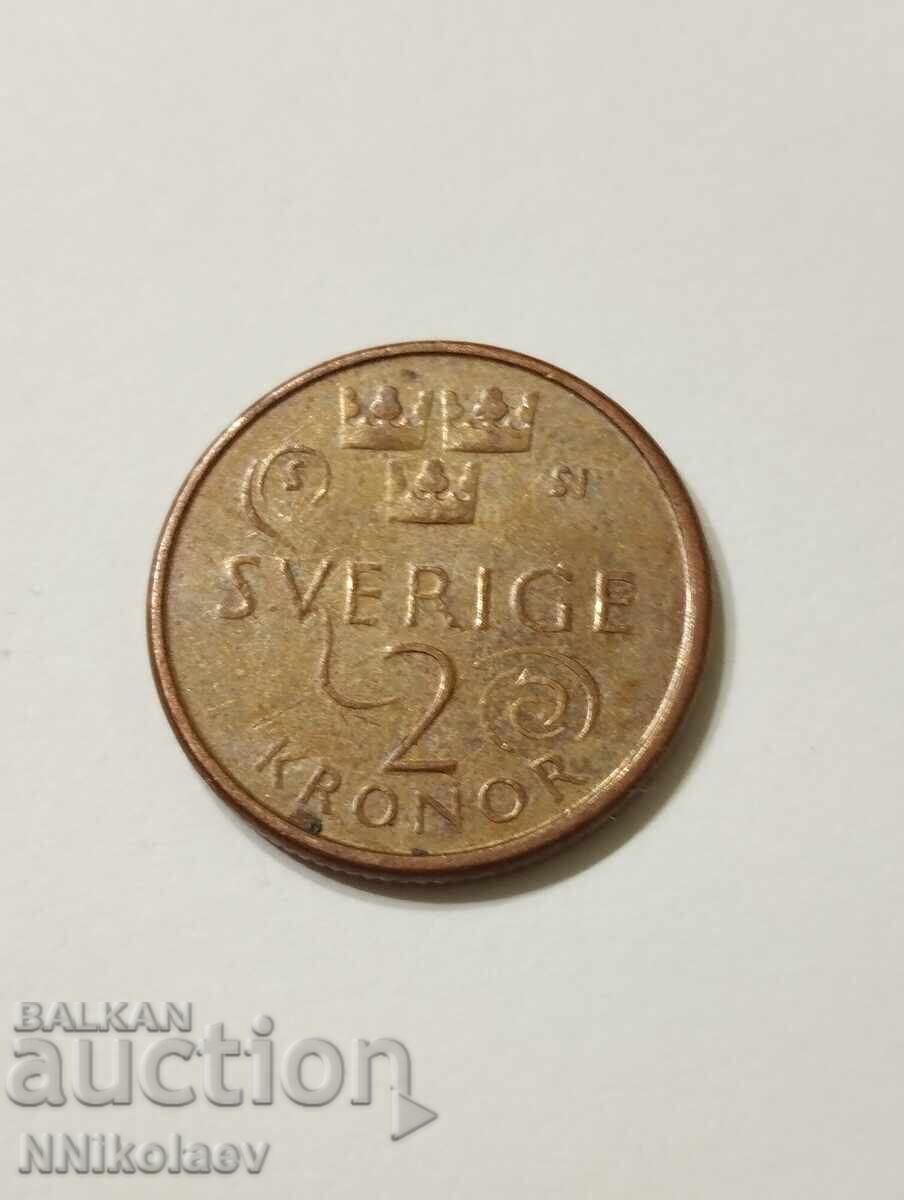 S SI
SVERIGE
2
KRONOR
BALKAN
auction
NNikolaev